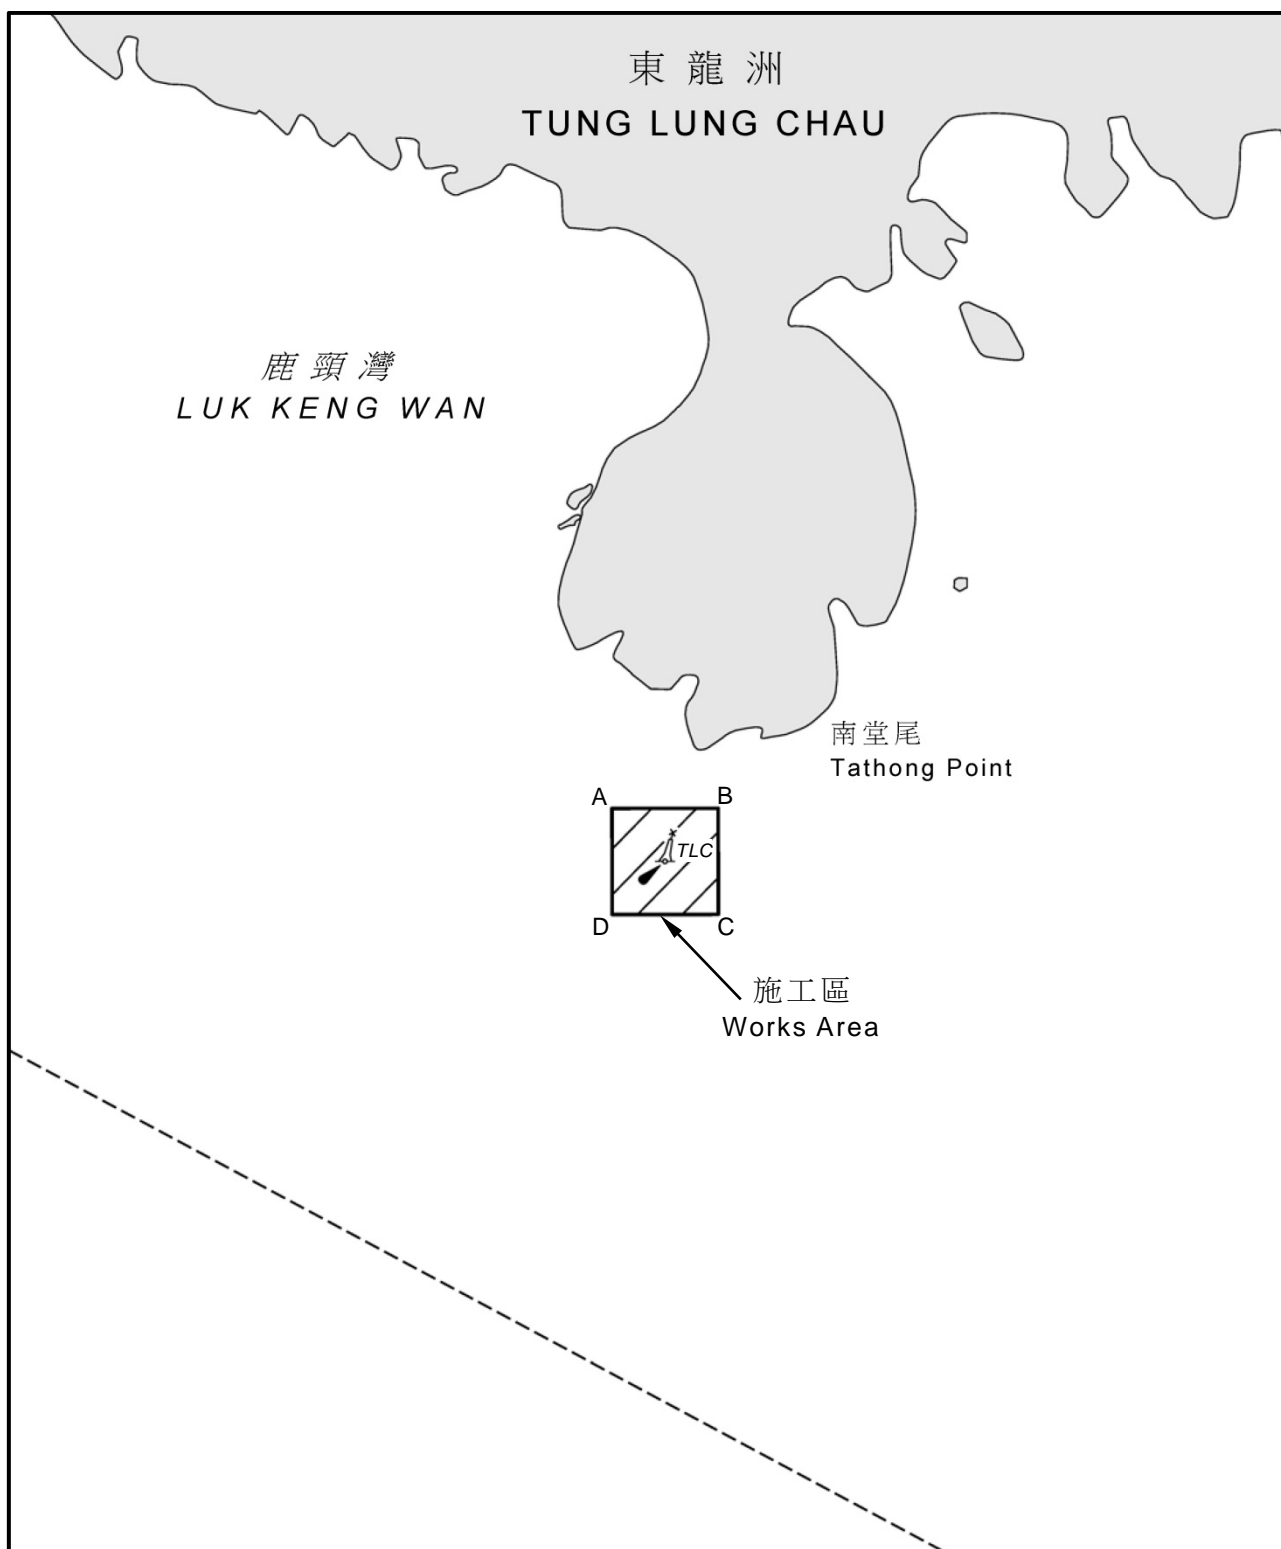 東龍洲
TUNG LUNG CHAU
鹿頸灣
LUK KENG WAN
南堂尾
Tathong Point
A
B
TLC
D
C
施工區
Works Area